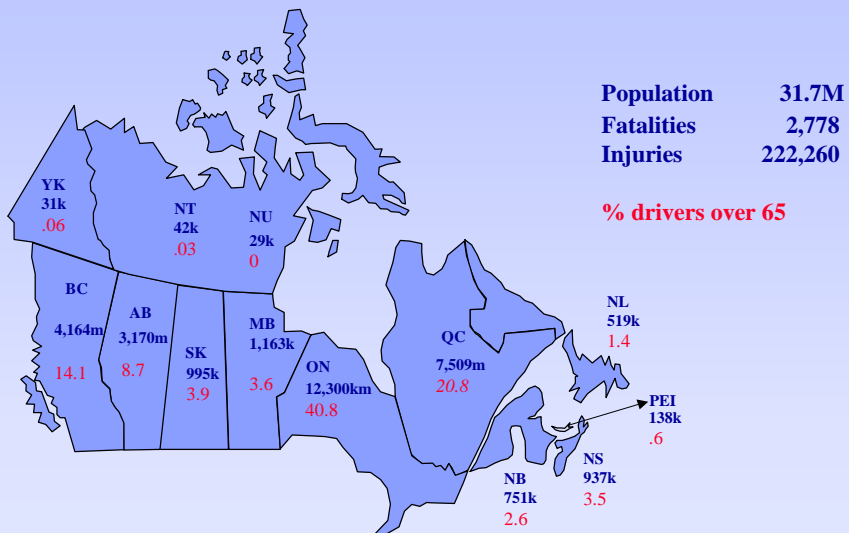 Population 31.7M
Fatalities 2,778
Injuries 222,260
% drivers over 65
YK
31k
.06
NT
42k
.03
NU
29k
0
BC
4,164m
14.1
AB
3,170m
8.7
SK
995k
3.9
MB
1,163k
3.6
ON
12,300km
40.8
QC
7,509m
20.8
NL
519k
1.4
PEI
138k
.6
NS
937k
3.5
NB
751k
2.6